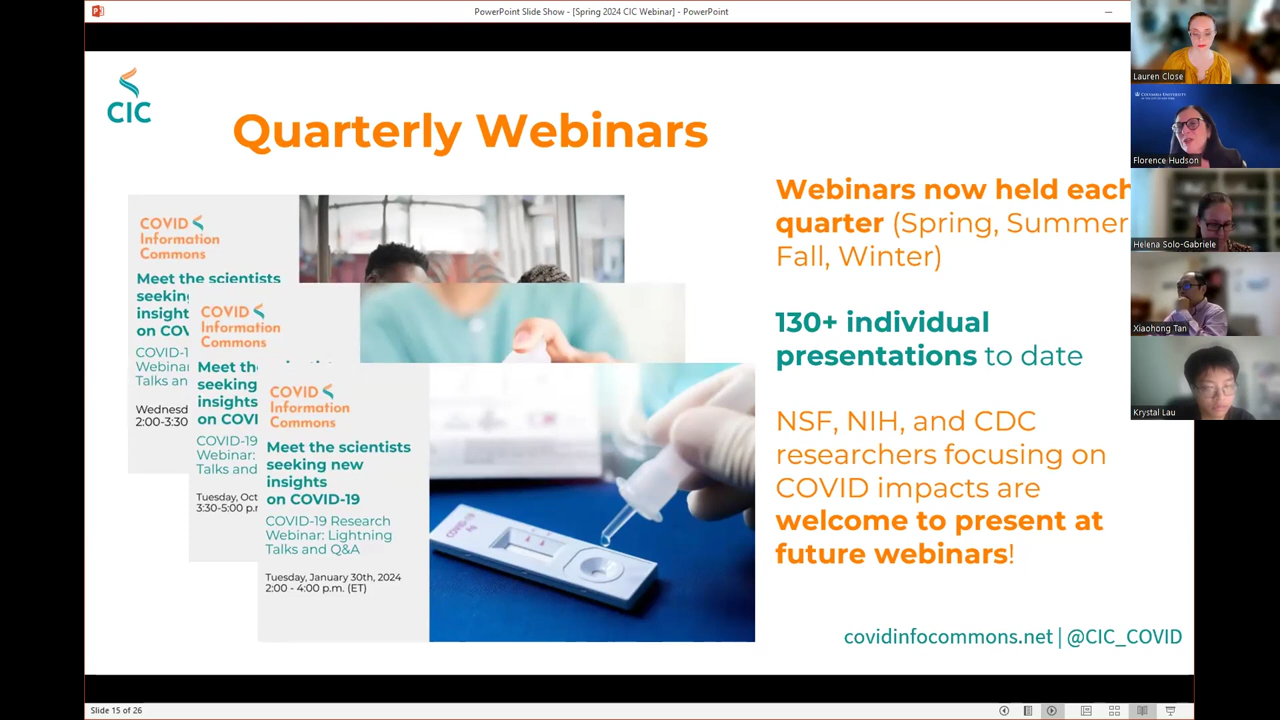 PowerPoint Slide Show - [Spring 2024 CIC Webinar] - PowerPoint
CIC
Quarterly Webinars
COVID
Information
Commons
Meet the scientists
seeking
insight
on COV
COVID-1
Webinar
Talks an
Wednesd
2:00-3:30
COVID
Information
Commons
Meet the scientists
seeking
insights
on COVI
COVID-19
Webinar:
Talks and
Tuesday, Oct
3:30-5:00 p.r
COVID
Information
Commons
Meet the scientists
seeking new
insights
on COVID-19
COVID-19 Research
Webinar: Lightning
Talks and Q&A
Tuesday, January 30th, 2024
2:00 - 4:00 p.m. (ET)
Webinars now held each
quarter (Spring, Summer
Fall, Winter)
130+ individual
presentations to date
NSF, NIH, and CDC
researchers focusing on
COVID impacts are
welcome to present at
future webinars!
covidinfocommons.net | @CIC_COVID
Lauren Close
COLUMBIA UNIVERSITY
Florence Hudson
Helena Solo-Gabriele
Xiaohong Tan
Krystal Lau
Slide 15 of 26